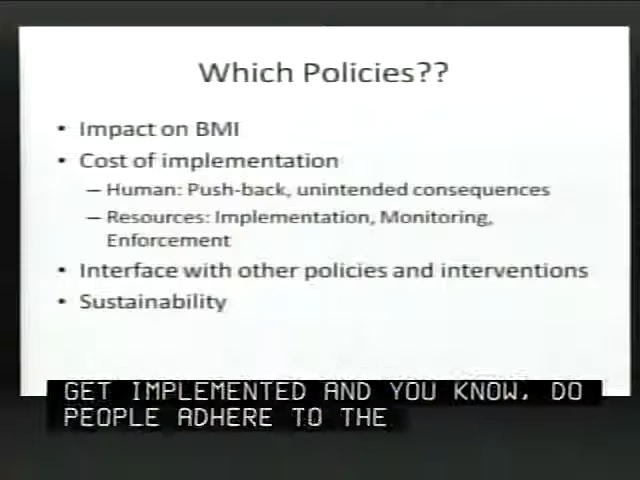 Which Policies??
• Impact on BMI
• Cost of implementation
– Human: Push-back, unintended consequences
– Resources: Implementation, Monitoring,
Enforcement
• Interface with other policies and interventions
• Sustainability
GET IMPLEMENTED AND YOU KNOW, DO
PEOPLE ADHERE TO THE